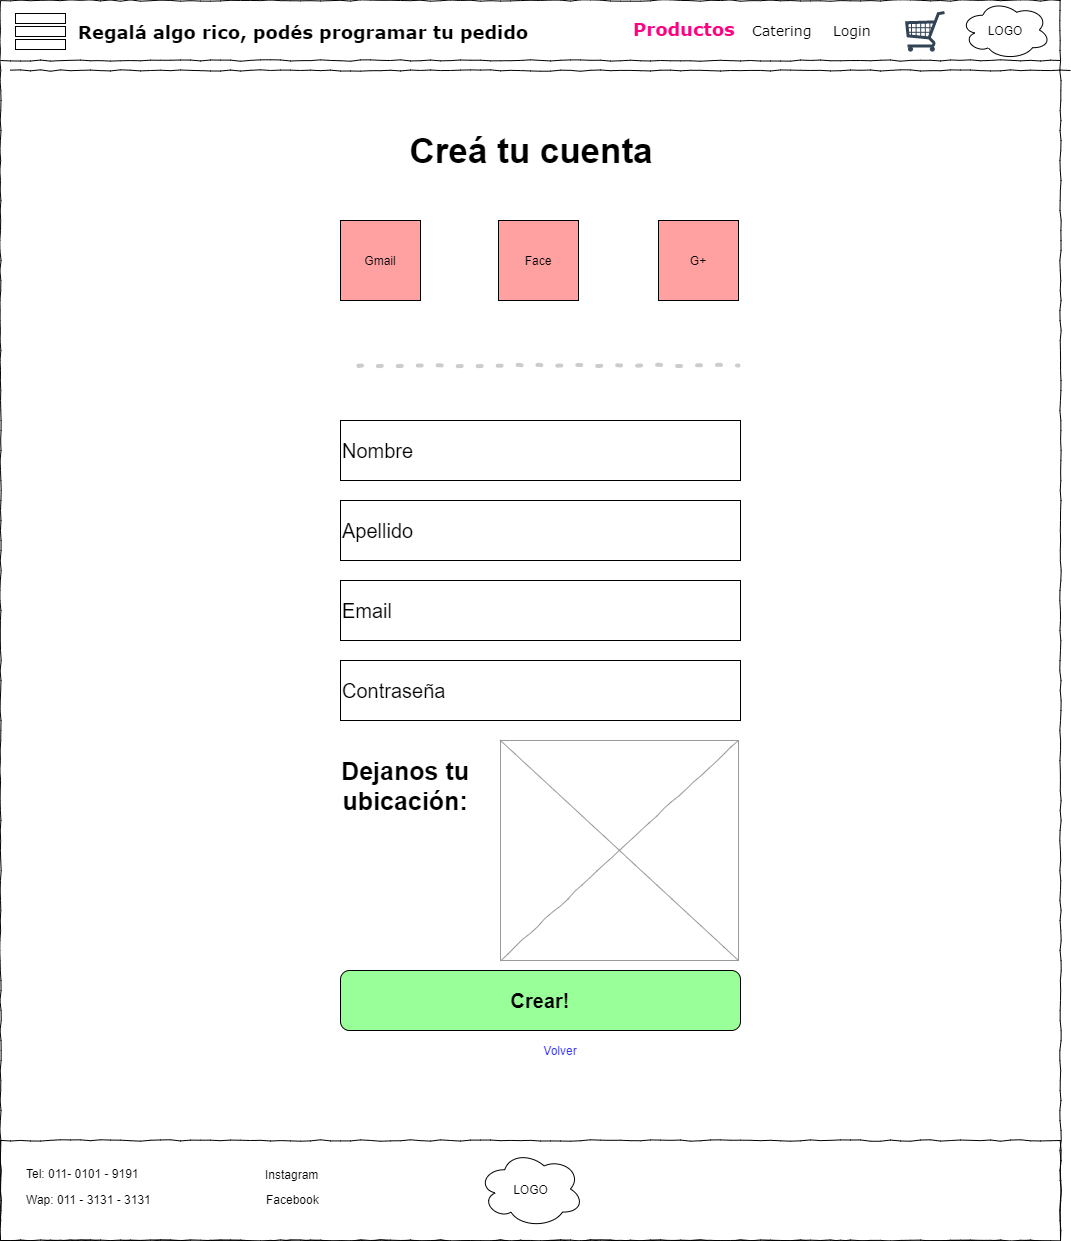 Regalá algo rico, podés programar tu pedido
Productos
Catering
Login
LOGO
Creá tu cuenta
Gmail
Face
G+
Nombre
Apellido
Email
Contraseña
Dejanos tu
ubicación:
Crear!
Volver
Tel: 011- 0101 - 9191
Instagram
LOGO
Wap: 011 - 3131 - 3131
Facebook